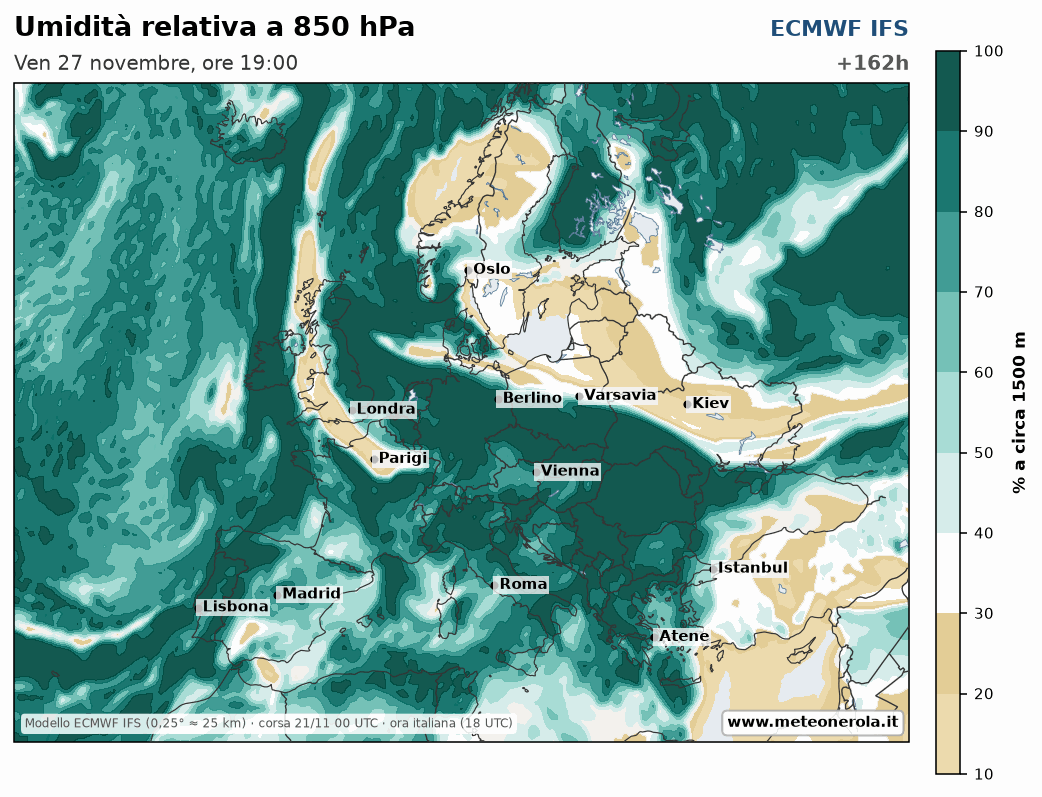 Umidità relativa a 850 hPa
ECMWF IFS
Ven 27 novembre, ore 19:00
+162h
100
90
80
70
60
50
40
30
20
10
% a circa 1500 m
Oslo
Berlino
Varsavia
Kiev
Londra
Parigi
Vienna
Istanbul
Roma
Madrid
Lisbona
Atene
Modello ECMWF IFS (0,25° ≈ 25 km) · corsa 21/11 00 UTC · ora italiana (18 UTC)
www.meteonerola.it